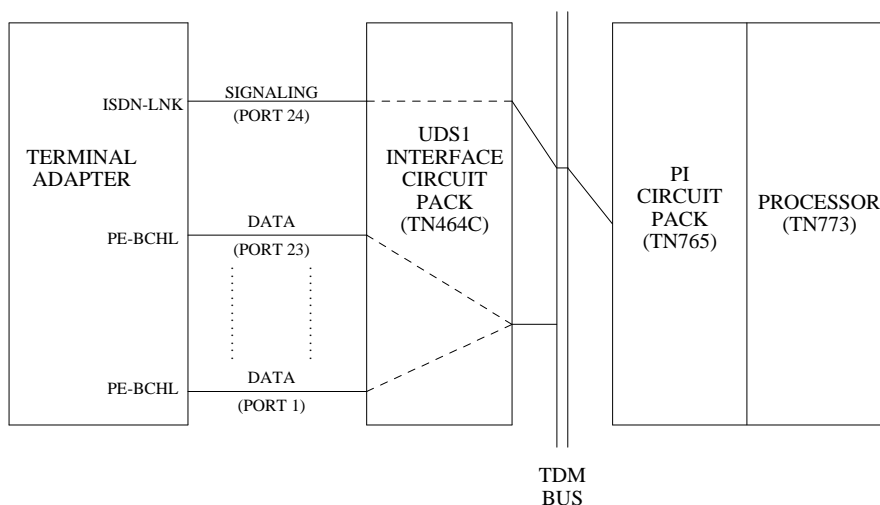 ISDN-LNK
SIGNALING
(PORT 24)
TERMINAL
ADAPTER
UDS1
INTERFACE
CIRCUIT
PACK
(TN464C)
PI
CIRCUIT
PACK
(TN765)
PROCESSOR
(TN773)
PE-BCHL
DATA
(PORT 23)
PE-BCHL
DATA
(PORT 1)
TDM
BUS